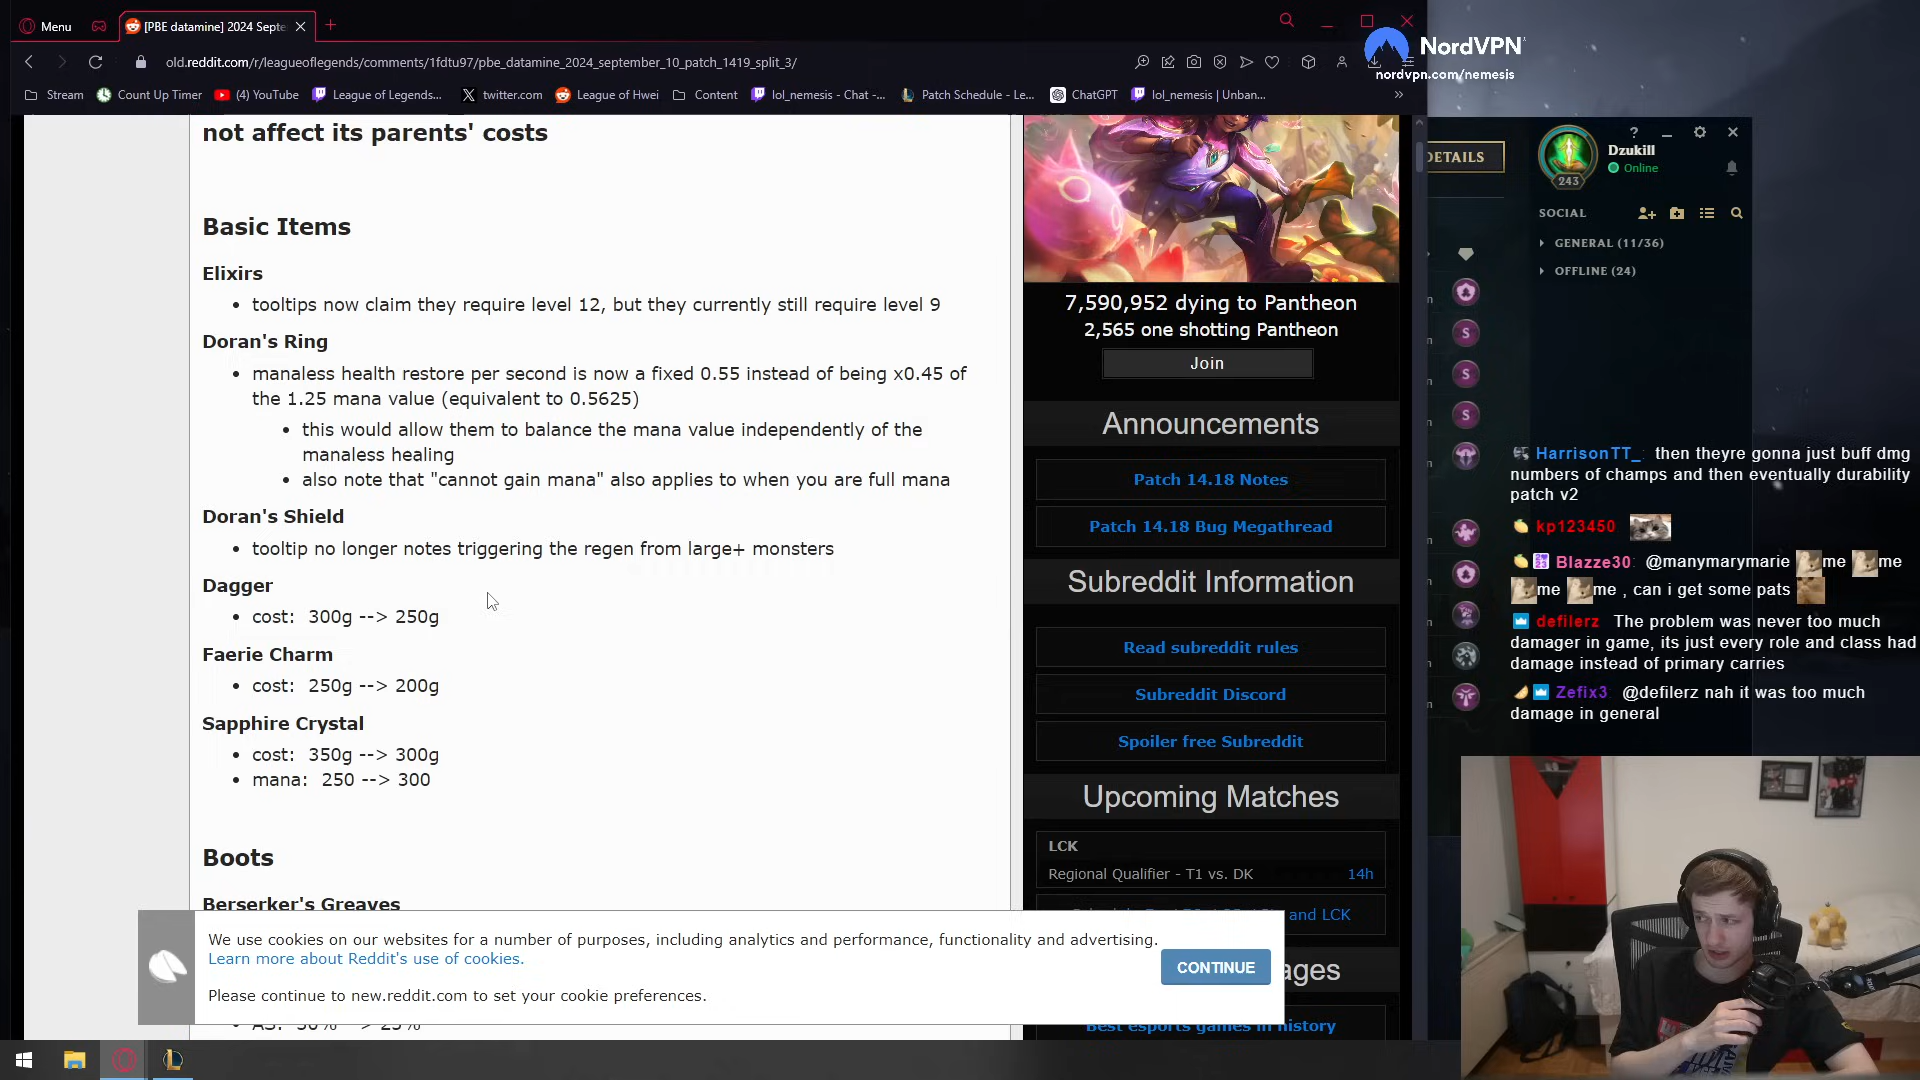 Menu
[PBE datamine] 2024 Septe
NordVPN
nordvpn.com/nemesis
old.reddit.com/r/leagueoflegends/comments/1fdtu97/pbe_datamine_2024_september_10_patch_1419_split_3/
Stream
Count Up Timer
(4) YouTube
League of Legends...
twitter.com
League of Hwei
Content
lol_nemesis - Chat -...
Patch Schedule - Le...
ChatGPT
lol_nemesis | Unban...
»
not affect its parents' costs
Basic Items
Elixirs
• tooltips now claim they require level 12, but they currently still require level 9
Doran's Ring
• manaless health restore per second is now a fixed 0.55 instead of being x0.45 of
the 1.25 mana value (equivalent to 0.5625)
• this would allow them to balance the mana value independently of the
manaless healing
• also note that "cannot gain mana" also applies to when you are full mana
Doran's Shield
• tooltip no longer notes triggering the regen from large+ monsters
Dagger
• cost: 300g --> 250g
Faerie Charm
• cost: 250g --> 200g
Sapphire Crystal
• cost: 350g --> 300g
• mana: 250 --> 300
Boots
Berserker's Greaves
We use cookies on our websites for a number of purposes, including analytics and performance, functionality and advertising.
Learn more about Reddit's use of cookies.
Please continue to new.reddit.com to set your cookie preferences.
CONTINUE
7,590,952 dying to Pantheon
2,565 one shotting Pantheon
Join
Announcements
Patch 14.18 Notes
Patch 14.18 Bug Megathread
Subreddit Information
Read subreddit rules
Subreddit Discord
Spoiler free Subreddit
Upcoming Matches
LCK
Regional Qualifier - T1 vs. DK 14h
and LCK
ages
Best esports games in history
DETAILS
?
Dzukill
Online
243
SOCIAL
GENERAL (11/36)
OFFLINE (24)
S
S
S
HarrisonTT_: then theyre gonna just buff dmg
numbers of champs and then eventually durability
patch v2
kp123450
Blazze30: @manymarymarie me me
me me , can i get some pats
defilerz The problem was never too much
damager in game, its just every role and class had
damage instead of primary carries
Zefix3: @defilerz nah it was too much
damage in general